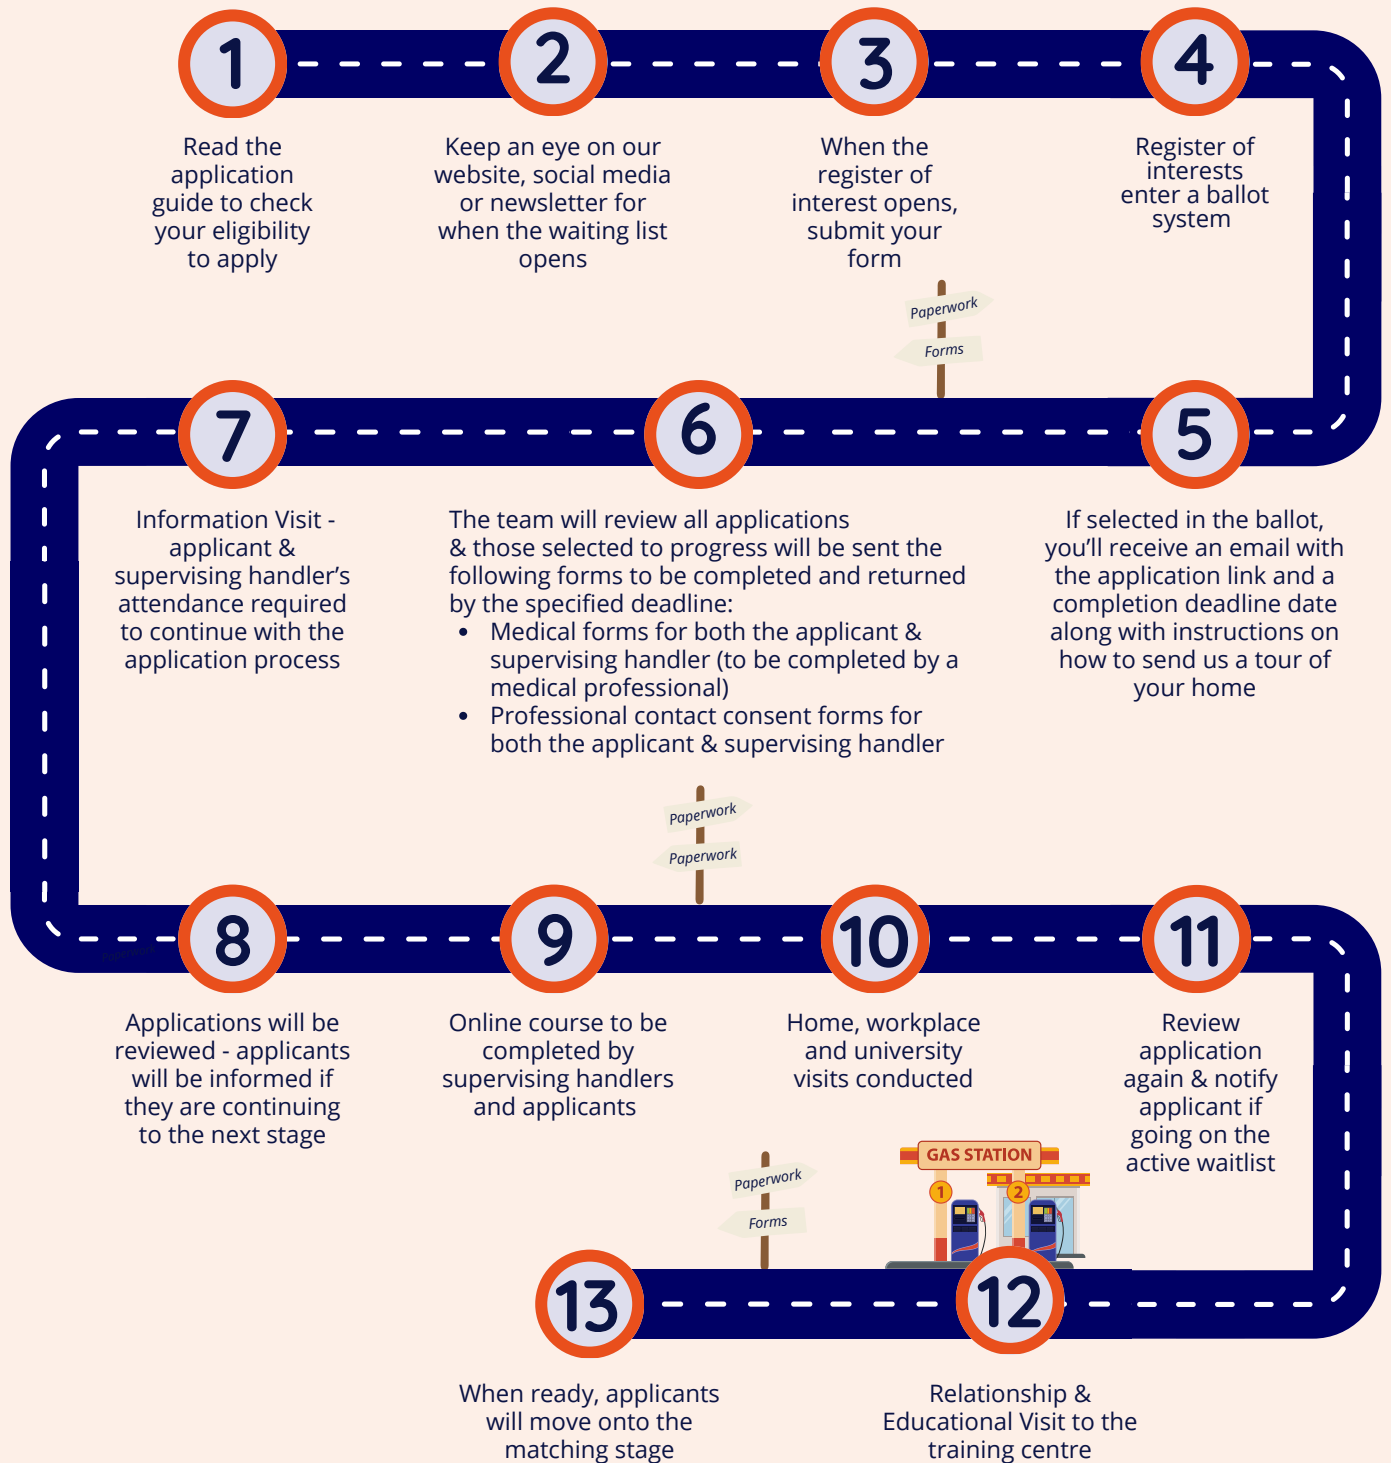 1
2
3
4
Read the
application
guide to check
your eligibility
to apply
Keep an eye on our
website, social media
or newsletter for
when the waiting list
opens
When the
register of
interest opens,
submit your
form
Register of
interests
enter a ballot
system
Paperwork
Forms
7
6
5
Information Visit -
applicant &
supervising handler's
attendance required
to continue with the
application process
The team will review all applications
& those selected to progress will be sent the
following forms to be completed and returned
by the specified deadline:
• Medical forms for both the applicant &
supervising handler (to be completed by a
medical professional)
• Professional contact consent forms for
both the applicant & supervising handler
If selected in the ballot,
you'll receive an email with
the application link and a
completion deadline date
along with instructions on
how to send us a tour of
your home
Paperwork
Paperwork
Paperwork
8
9
10
11
Applications will be
reviewed - applicants
will be informed if
they are continuing
to the next stage
Online course to be
completed by
supervising handlers
and applicants
Home, workplace
and university
visits conducted
Review
application
again & notify
applicant if
going on the
active waitlist
Paperwork
Forms
GAS STATION
1
2
13
12
When ready, applicants
will move onto the
matching stage
Relationship &
Educational Visit to the
training centre